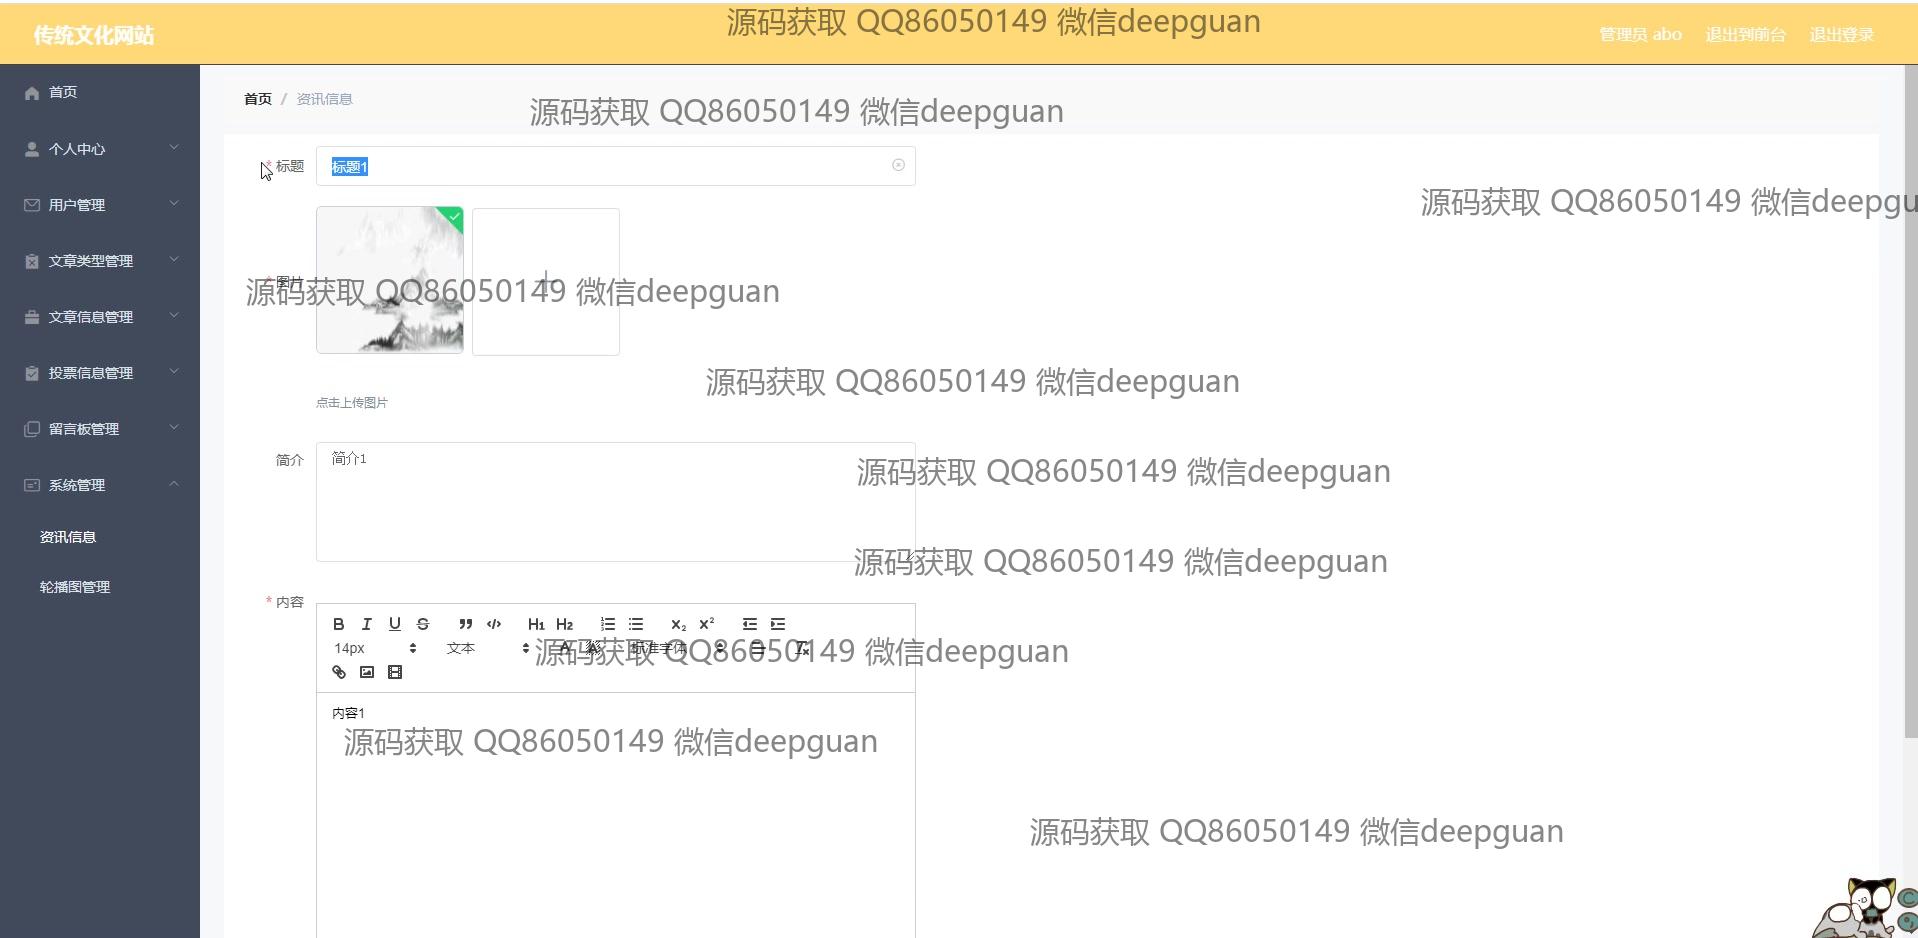 传统文化网站
源码获取 QQ86050149 微信deepguan
管理员 abo 退出到前台 退出登录
首页
首页 / 资讯信息
源码获取 QQ86050149 微信deepguan
个人中心
* 标题 标题1
用户管理
源码获取 QQ86050149 微信deepgu
文章类型管理
* 图片
源码获取 QQ86050149 微信deepguan
文章信息管理
投票信息管理
源码获取 QQ86050149 微信deepguan
点击上传图片
留言板管理
简介 简介1
源码获取 QQ86050149 微信deepguan
系统管理
资讯信息
源码获取 QQ86050149 微信deepguan
轮播图管理
* 内容
B I U S H1 H2 X2 X2
14px 文本 标准字体
源码获取 QQ86050149 微信deepguan
内容1
源码获取 QQ86050149 微信deepguan
源码获取 QQ86050149 微信deepguan